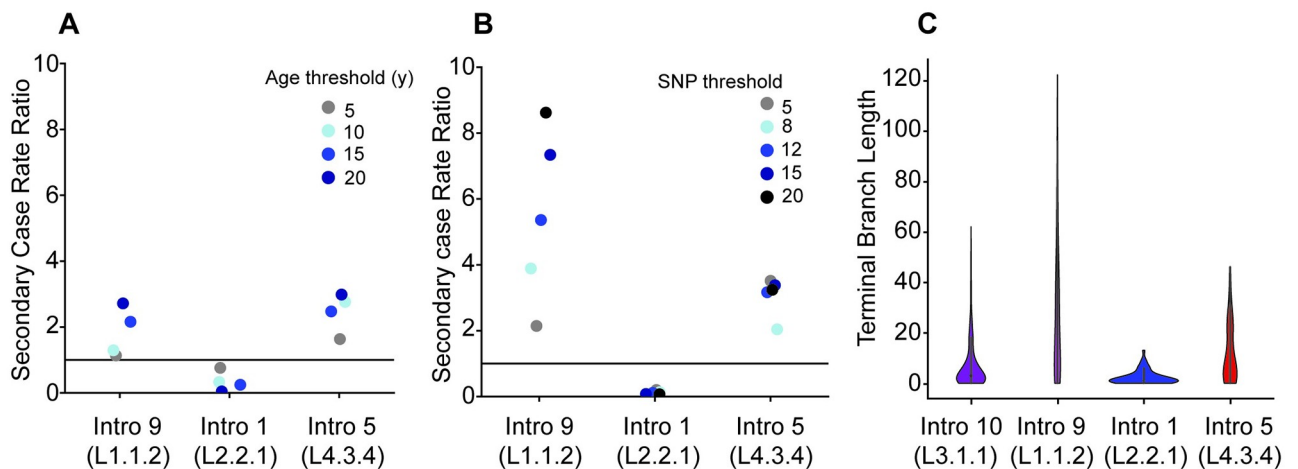 A
Secondary Case Rate Ratio
10
8
6
4
2
0
Age threshold (y)
5
10
15
20
Intro 9
(L1.1.2)
Intro 1
(L2.2.1)
Intro 5
(L4.3.4)
B
Secondary case Rate Ratio
10
8
6
4
2
0
SNP threshold
5
8
12
15
20
Intro 9
(L1.1.2)
Intro 1
(L2.2.1)
Intro 5
(L4.3.4)
C
Terminal Branch Length
120
100
80
60
40
20
0
Intro 10
(L3.1.1)
Intro 9
(L1.1.2)
Intro 1
(L2.2.1)
Intro 5
(L4.3.4)